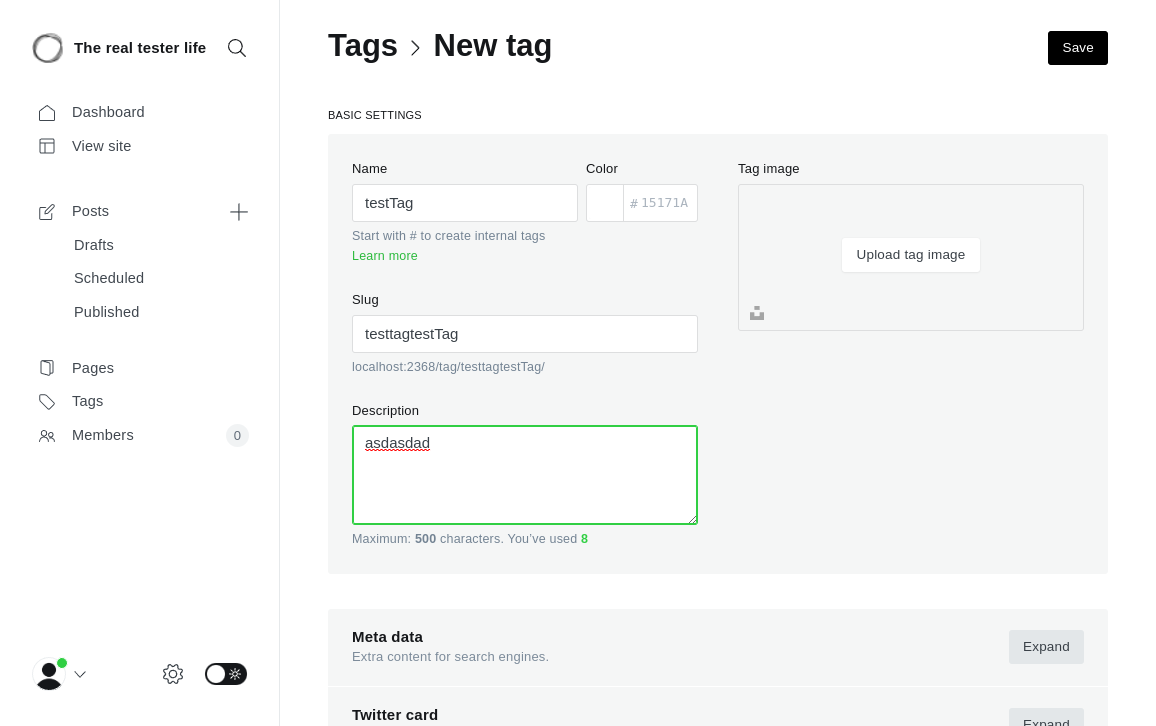 The real tester life
Dashboard
View site
Posts
Drafts
Scheduled
Published
Pages
Tags
Members
0
Tags > New tag
Save
BASIC SETTINGS
Name
testTag
Start with # to create internal tags
Learn more
Color
# 15171A
Tag image
Upload tag image
Slug
testtagtestTag
localhost:2368/tag/testtagtestTag/
Description
asdasdad
Maximum: 500 characters. You’ve used 8
Meta data
Extra content for search engines.
Expand
Twitter card
Expand